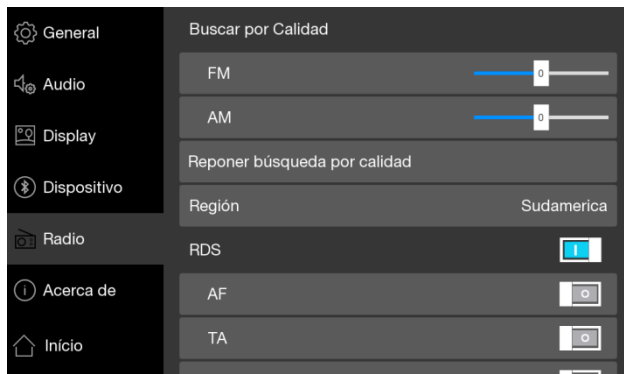 General
Audio
Display
Dispositivo
Radio
Acerca de
Início
Buscar por Calidad
FM 0
AM 0
Reponer búsqueda por calidad
Región Sudamerica
RDS I
AF O
TA O